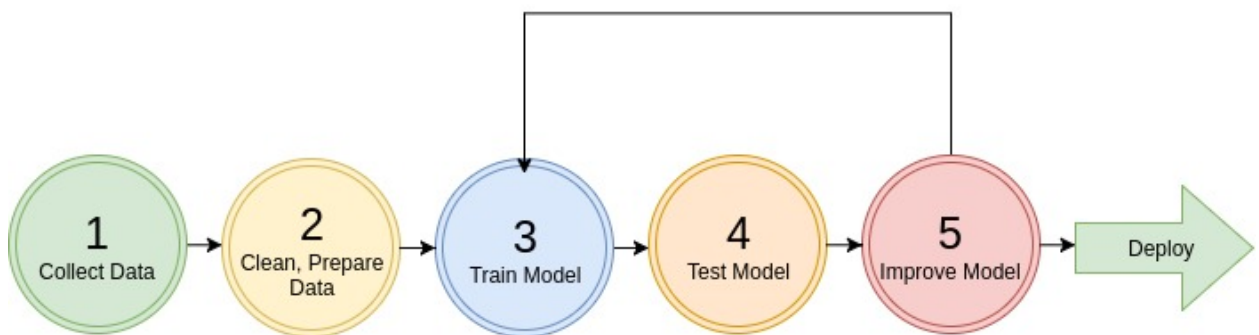 1
Collect Data
2
Clean, Prepare
Data
3
Train Model
4
Test Model
5
Improve Model
Deploy